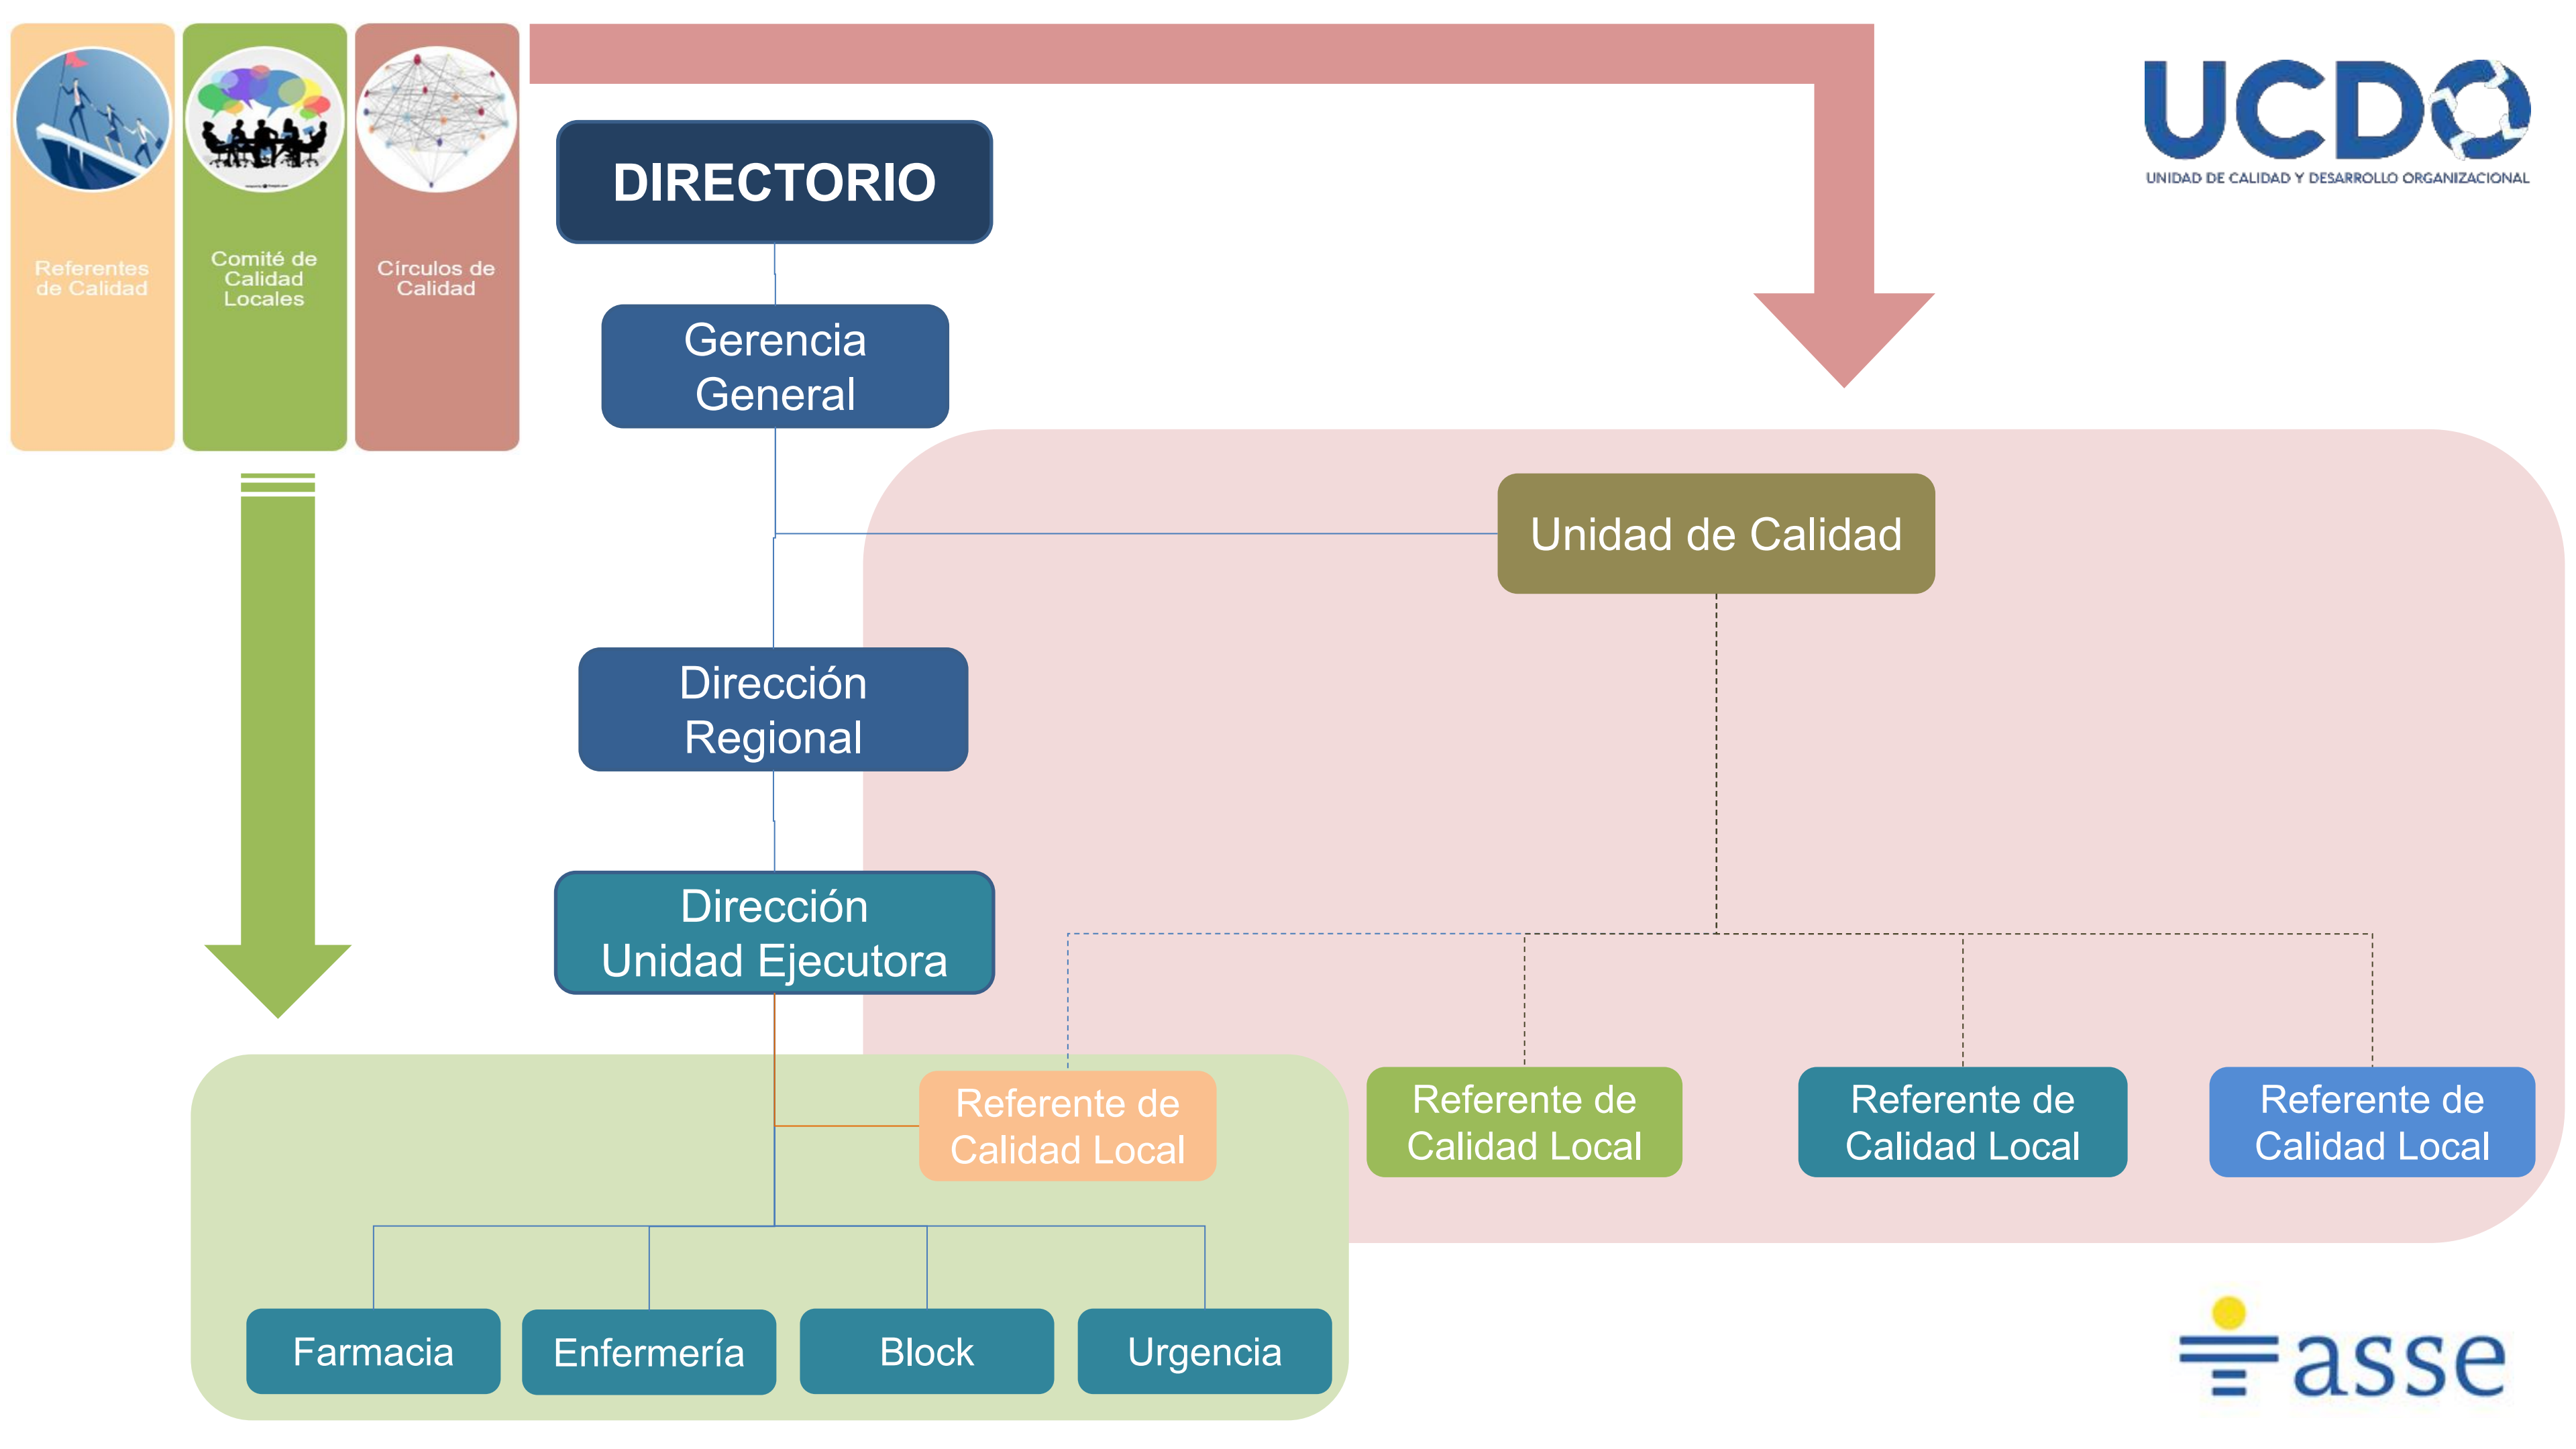 Referentes
de Calidad
Comité de
Calidad
Locales
Círculos de
Calidad
UCDO
UNIDAD DE CALIDAD Y DESARROLLO ORGANIZACIONAL
DIRECTORIO
Gerencia
General
Unidad de Calidad
Dirección
Regional
Dirección
Unidad Ejecutora
Referente de
Calidad Local
Referente de
Calidad Local
Referente de
Calidad Local
Referente de
Calidad Local
Farmacia
Enfermería
Block
Urgencia
asse